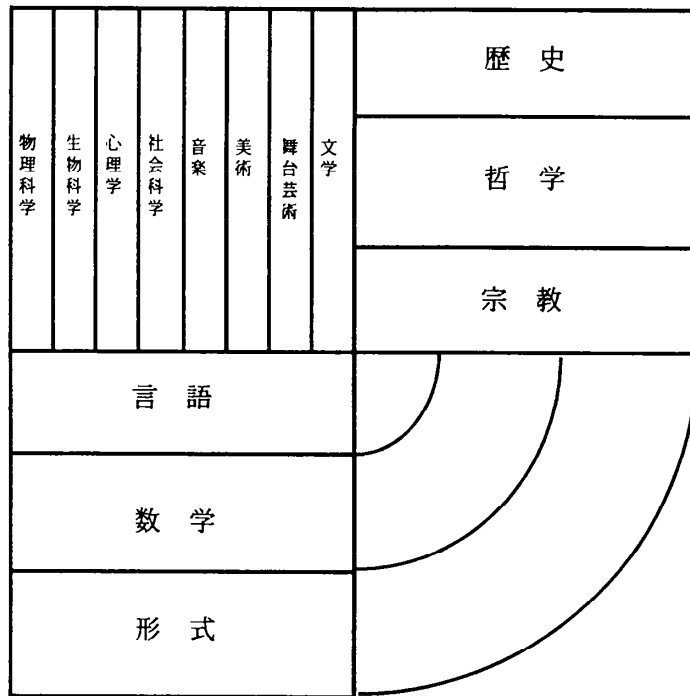 物理科学
生物科学
心理学
社会科学
音楽
美術
舞台芸術
文学
歴史
哲学
宗教
言語
数学
形式